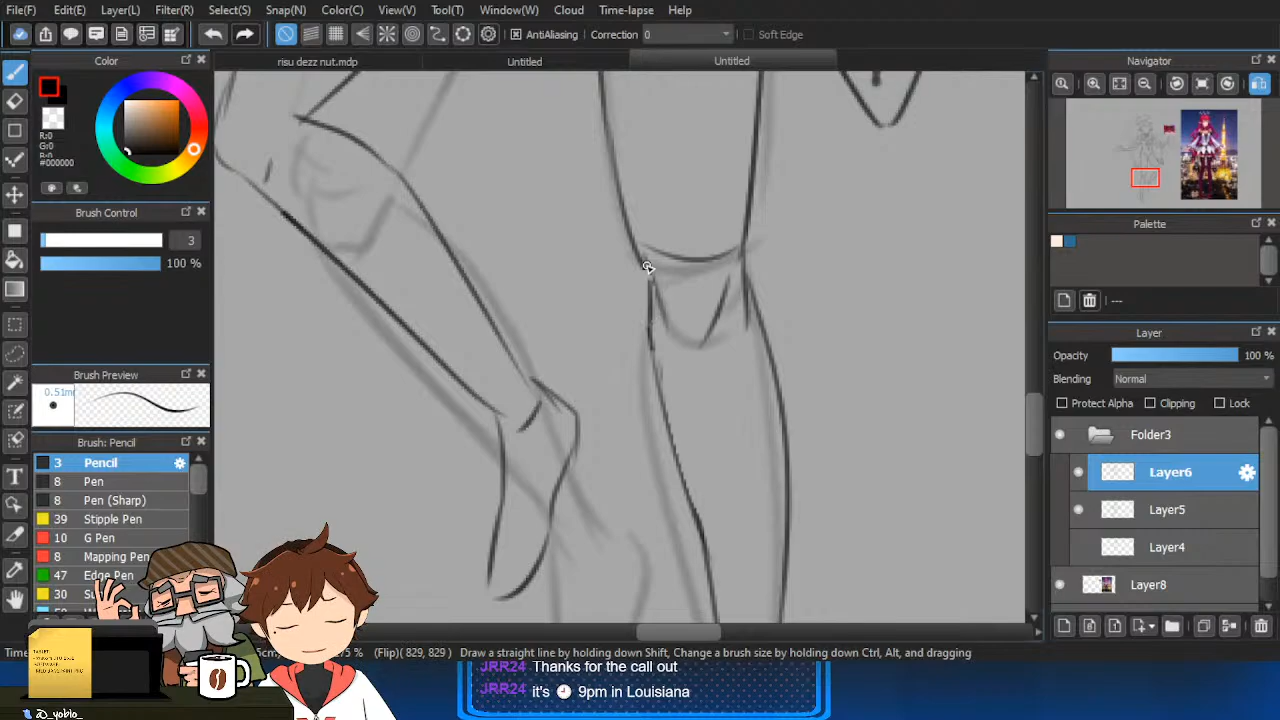 File(F) Edit(E) Layer(L) Filter(R) Select(S) Snap(N) Color(C) View(V) Tool(T) Window(W) Cloud Time-lapse Help
AntiAliasing Correction 0 Soft Edge
Color
risu dezz nut.mdp Untitled Untitled
Navigator
R:0
G:0
#000000
Brush Control
3
100 %
Palette
---
Layer
Opacity 100 %
Blending Normal
Protect Alpha Clipping Lock
Folder3
Layer6
Layer5
Layer4
Layer8
Brush Preview
Brush: Pencil
3 Pencil
8 Pen
8 Pen (Sharp)
39 Stipple Pen
10 G Pen
8 Mapping Pen
47 Edge Pen
30
(Flip) ( 829, 829 ) Draw a straight line by holding down Shift, Change a brush size by holding down Ctrl, Alt, and dragging
JRR24 Thanks for the call out
JRR24 it's 9pm in Louisiana